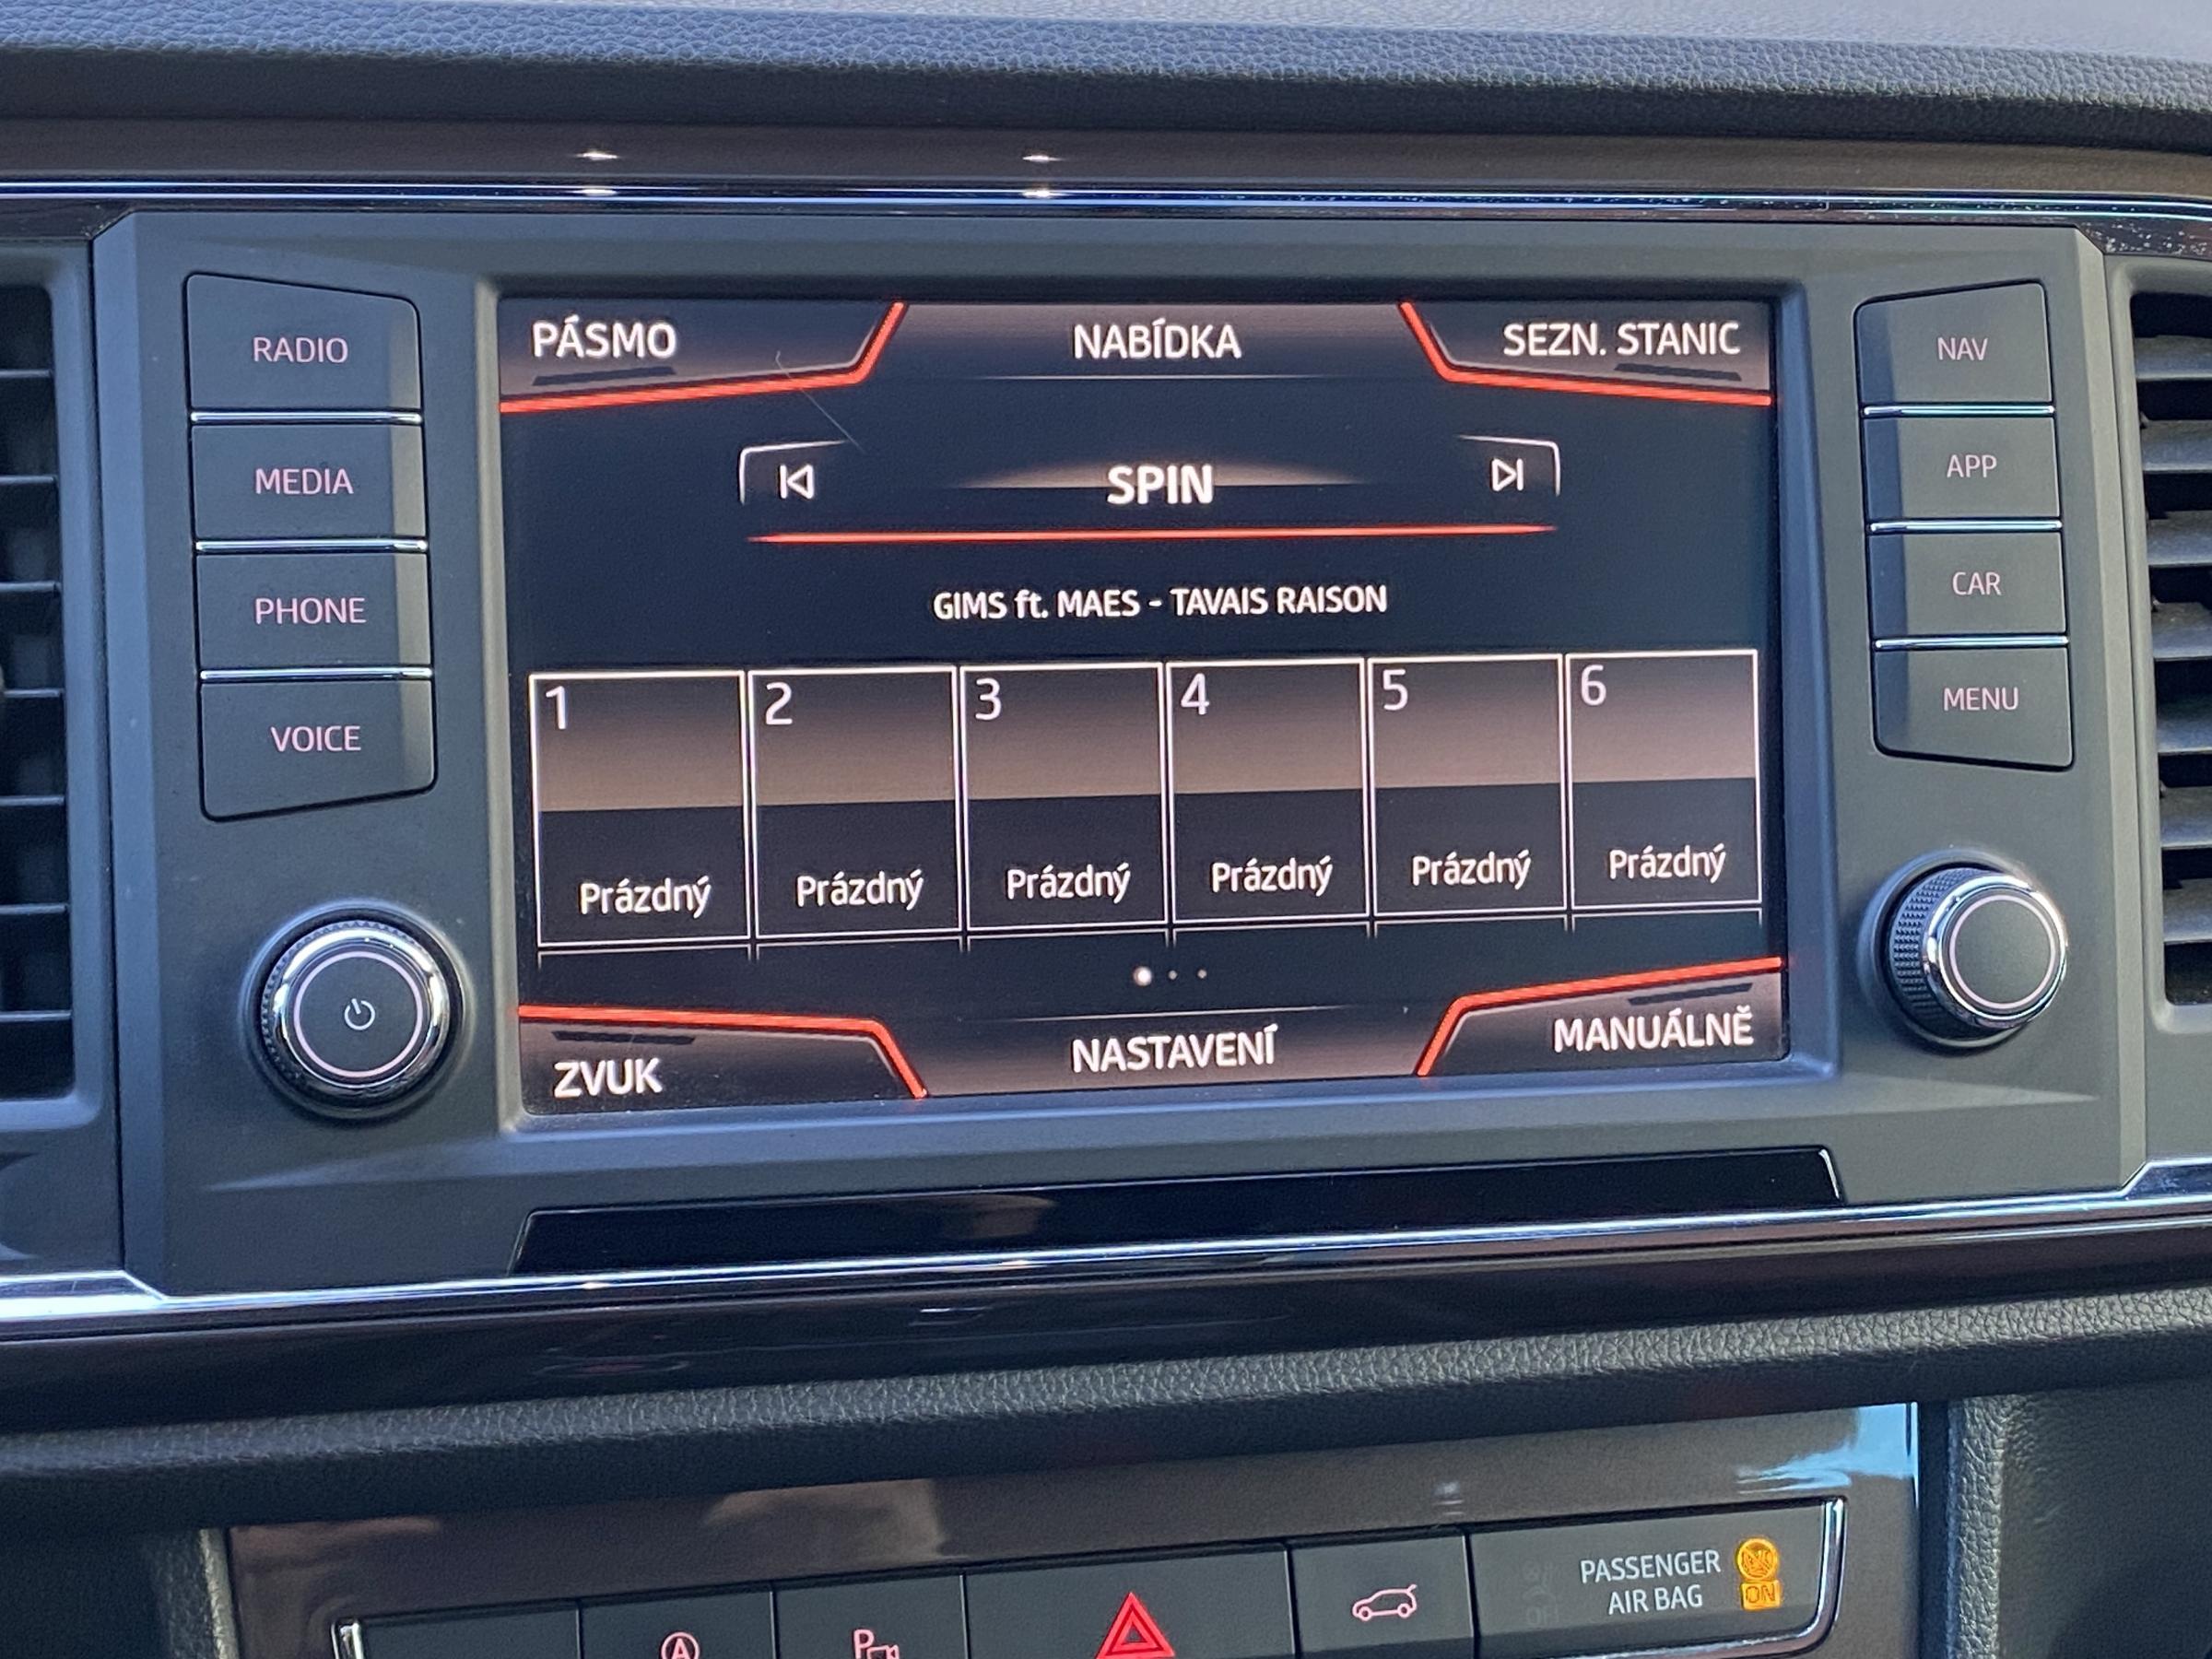 RADIO
MEDIA
PHONE
VOICE
PÁSMO
NABÍDKA
SEZN. STANIC
SPIN
GIMS ft. MAES - TAVAIS RAISON
1
2
3
4
5
6
Prázdný
Prázdný
Prázdný
Prázdný
Prázdný
Prázdný
ZVUK
NASTAVENÍ
MANUÁLNĚ
NAV
APP
CAR
MENU
A
P
OFF
PASSENGER
AIR BAG
ON